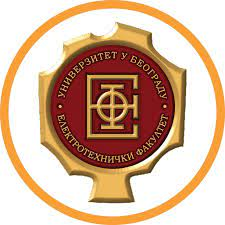 УНИВЕРЗИТЕТ У БЕОГРАДУ
ЕЛЕКТРОТЕХНИЧКИ ФАКУЛТЕТ